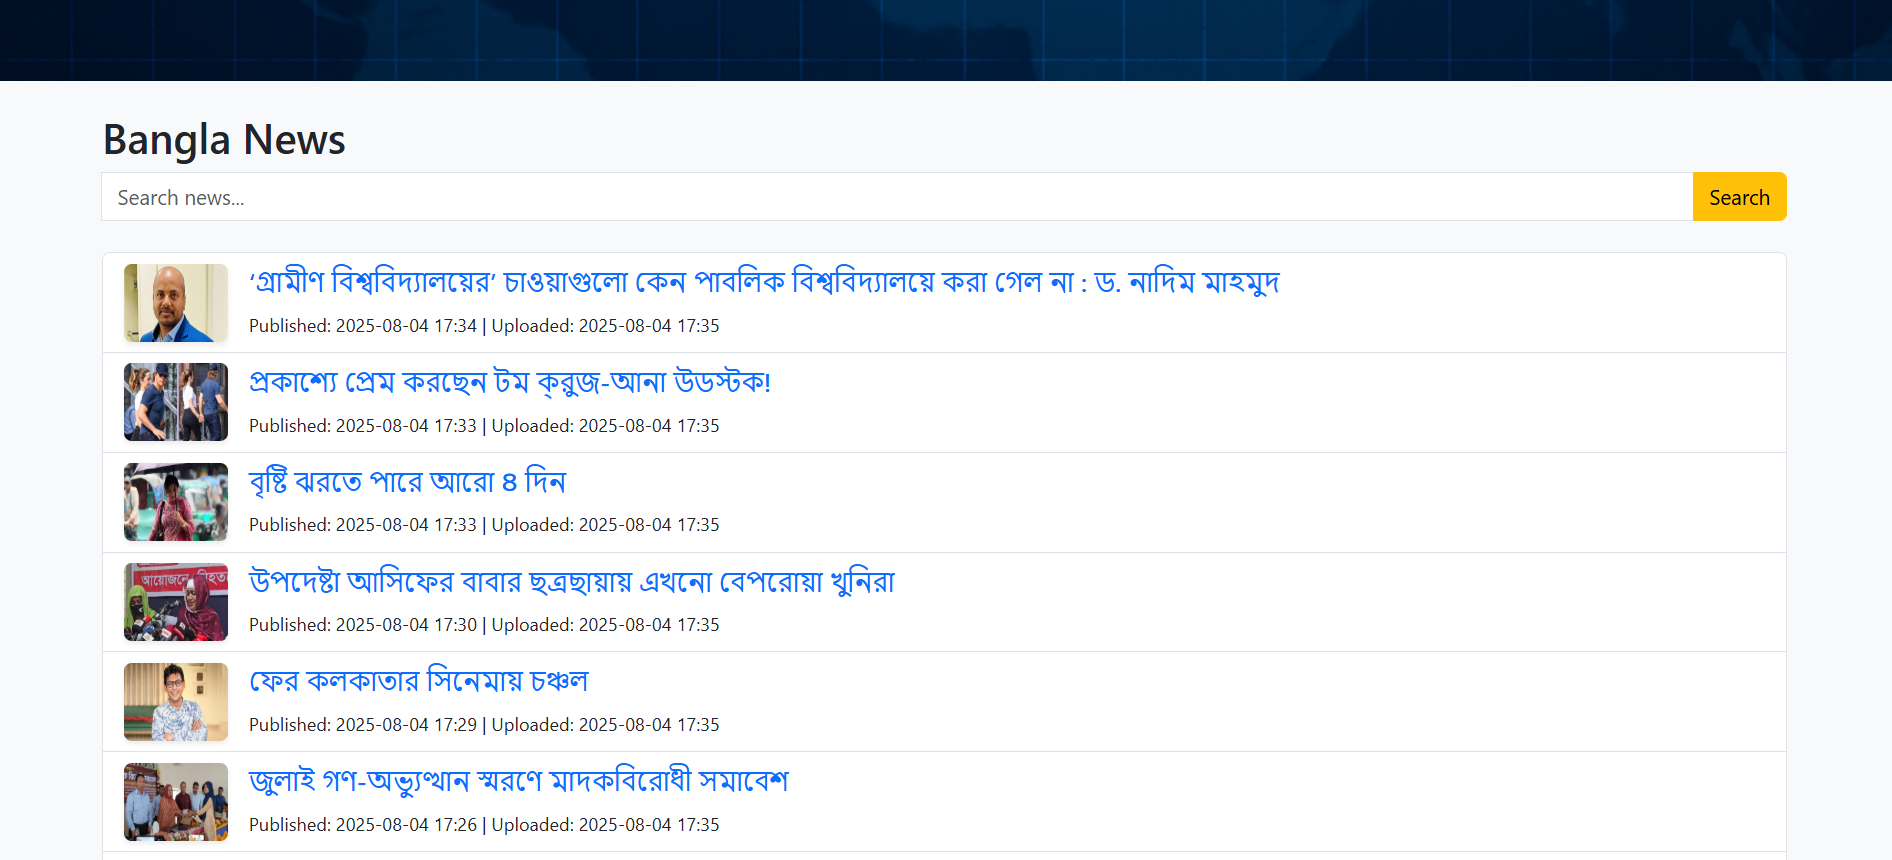 Bangla News
Search news...
Search
‘গ্রামীণ বিশ্ববিদ্যালয়ের’ চাওয়াগুলো কেন পাবলিক বিশ্ববিদ্যালয়ে করা গেল না : ড. নাদিম মাহমুদ
Published: 2025-08-04 17:34 | Uploaded: 2025-08-04 17:35
প্রকাশ্যে প্রেম করছেন টম ক্‌রুজ-আনা উডস্টক!
Published: 2025-08-04 17:33 | Uploaded: 2025-08-04 17:35
বৃষ্টি ঝরতে পারে আরো ৪ দিন
Published: 2025-08-04 17:33 | Uploaded: 2025-08-04 17:35
আয়োজনে
উপদেষ্টা আসিফের বাবার ছত্রছায়ায় এখনো বেপরোয়া খুনিরা
Published: 2025-08-04 17:30 | Uploaded: 2025-08-04 17:35
ফের কলকাতার সিনেমায় চঞ্চল
Published: 2025-08-04 17:29 | Uploaded: 2025-08-04 17:35
জুলাই গণ-অভ্যুত্থান স্মরণে মাদকবিরোধী সমাবেশ
Published: 2025-08-04 17:26 | Uploaded: 2025-08-04 17:35